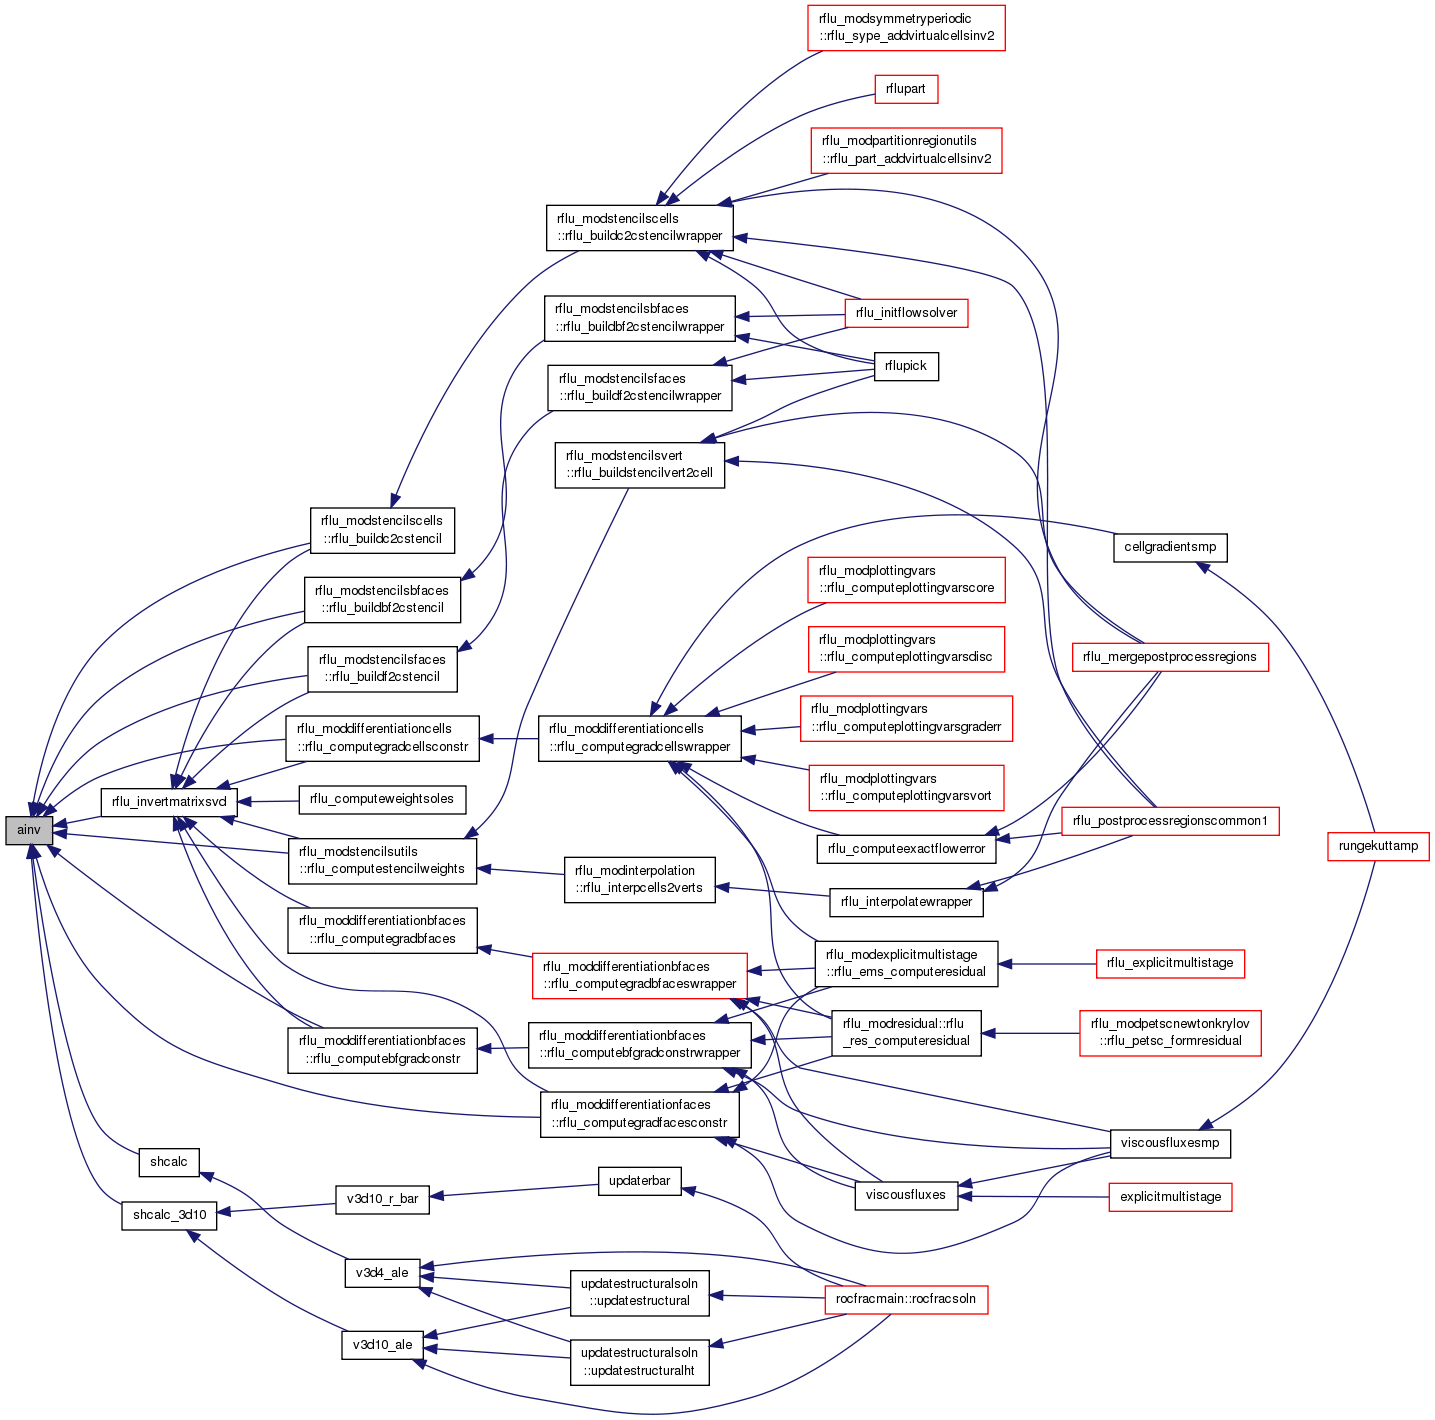 rflu_modsymmetryperiodic
::rflu_sype_addvirtualcellsinv2
rflupart
rflu_modpartitionregionutils
::rflu_part_addvirtualcellsinv2
rflu_modstencilscells
::rflu_buildc2cstencilwrapper
rflu_modstencilsbfaces
::rflu_buildbf2cstencilwrapper
rflu_initflowsolver
rflupick
rflu_modstencilsfaces
::rflu_buildf2cstencilwrapper
rflu_modstencilsvert
::rflu_buildstencilvert2cell
rflu_modstencilscells
::rflu_buildc2cstencil
cellgradientsmp
rflu_modplottingvars
::rflu_computeplottingvarscore
rflu_modstencilsbfaces
::rflu_buildbf2cstencil
rflu_modplottingvars
::rflu_computeplottingvarsdisc
rflu_modstencilsfaces
::rflu_buildf2cstencil
rflu_mergepostprocessregions
rflu_modplottingvars
::rflu_computeplottingvarsgraderr
rflu_moddifferentiationcells
::rflu_computegradcellsconstr
rflu_moddifferentiationcells
::rflu_computegradcellswrapper
rflu_modplottingvars
::rflu_computeplottingvarsvort
rflu_invertmatrixsvd
rflu_computeweightsoles
ainv
rflu_postprocessregionscommon1
rflu_modstencilsutils
::rflu_computestencilweights
rflu_computeexactflowerror
rungekuttamp
rflu_modinterpolation
::rflu_interpcells2verts
rflu_interpolatewrapper
rflu_moddifferentiationbfaces
::rflu_computegradbfaces
rflu_moddifferentiationbfaces
::rflu_computegradbfaceswrapper
rflu_modexplicitmultistage
::rflu_ems_computeresidual
rflu_explicitmultistage
rflu_moddifferentiationbfaces
::rflu_computebfgradconstr
rflu_moddifferentiationbfaces
::rflu_computebfgradconstrwrapper
rflu_modresidual::rflu
_res_computeresidual
rflu_modpetscnewtonkrylov
::rflu_petsc_formresidual
rflu_moddifferentiationfaces
::rflu_computegradfacesconstr
viscousfluxesmp
shcalc
updaterbar
v3d10_r_bar
viscousfluxes
explicitmultistage
shcalc_3d10
v3d4_ale
updatestructuralsoln
::updatestructural
rocfracmain::rocfracsoln
v3d10_ale
updatestructuralsoln
::updatestructuralht